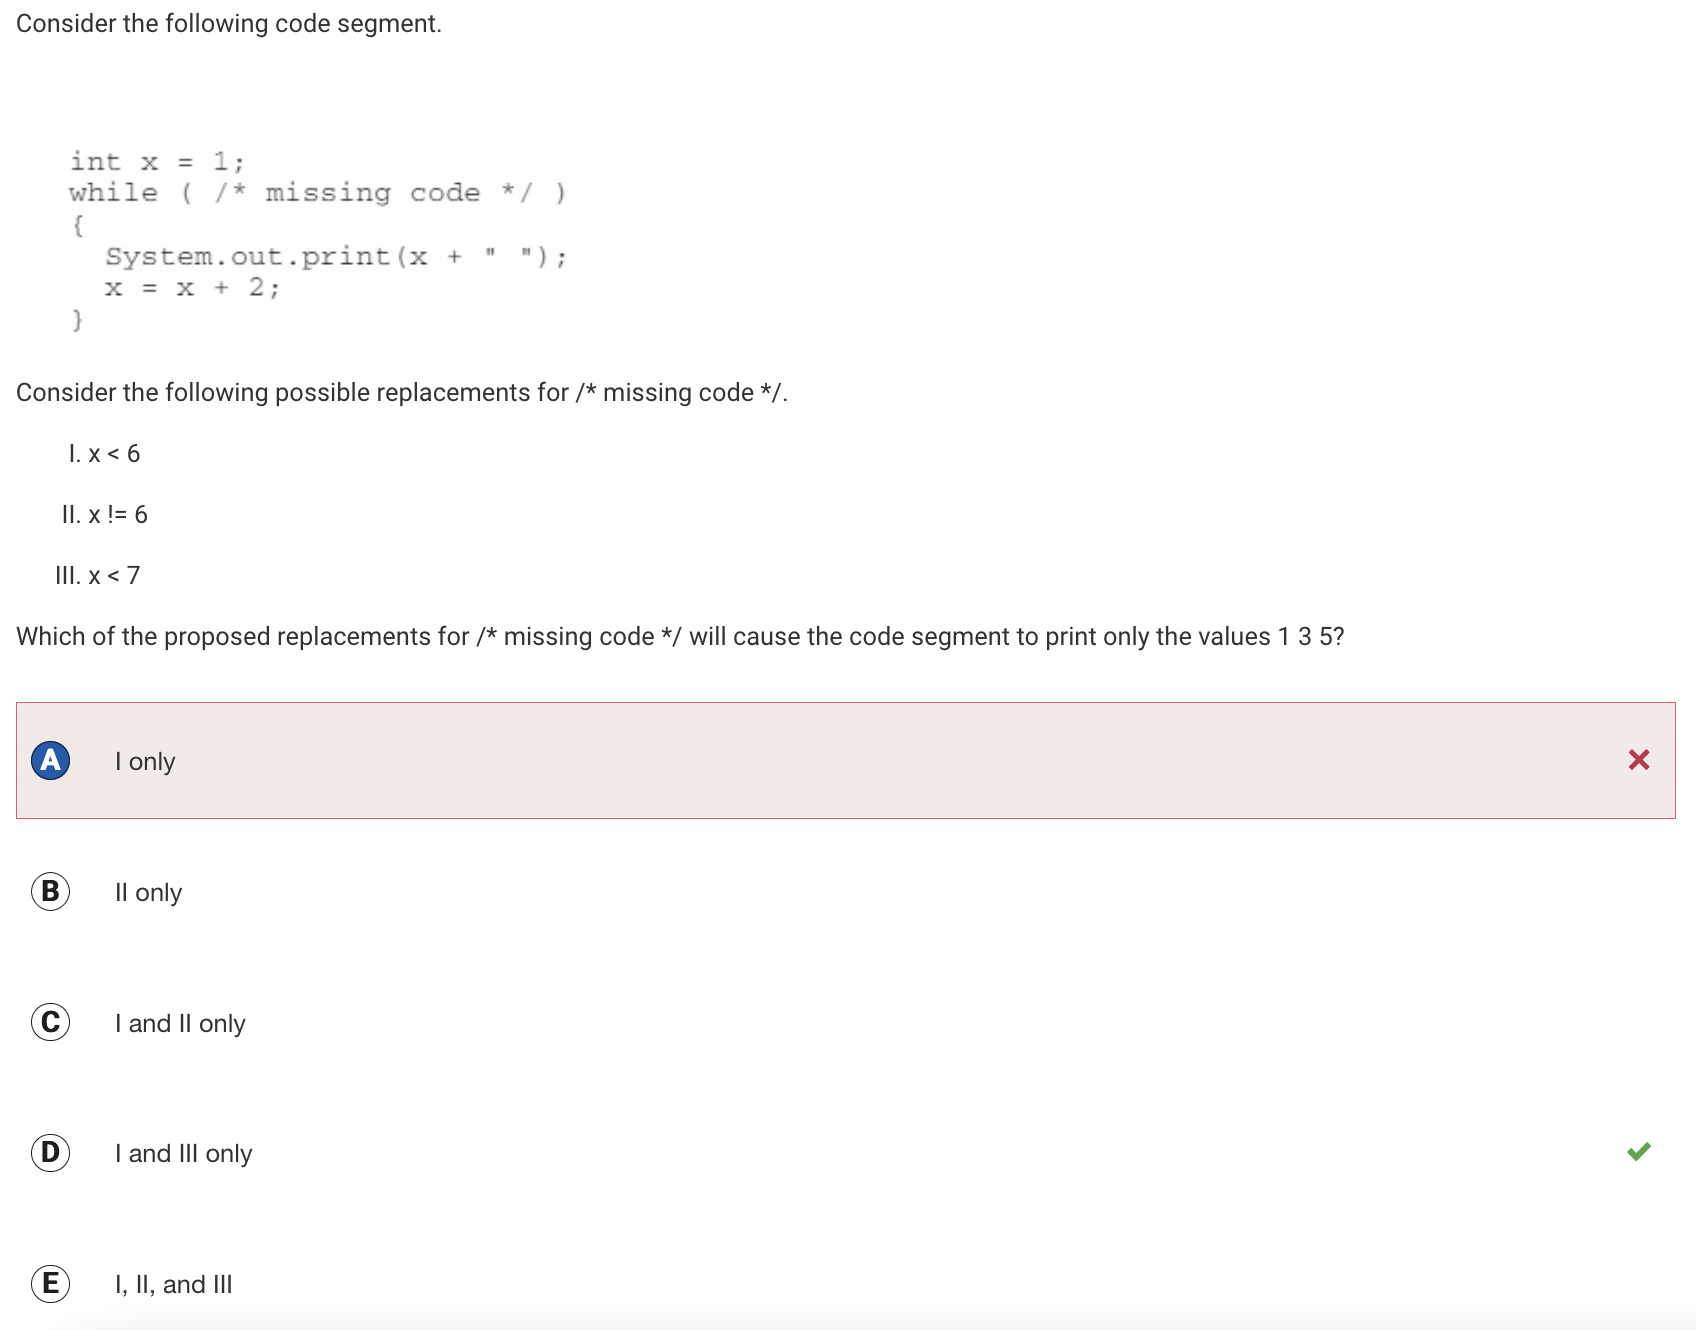 Consider the following code segment.
int x = 1;
while ( /* missing code */ )
{
System.out.print(x + " ");
x = x + 2;
}
Consider the following possible replacements for /* missing code */.
I. x < 6
II. x != 6
III. x < 7
Which of the proposed replacements for /* missing code */ will cause the code segment to print only the values 1 3 5?
A I only
B II only
C I and II only
D I and III only
E I, II, and III